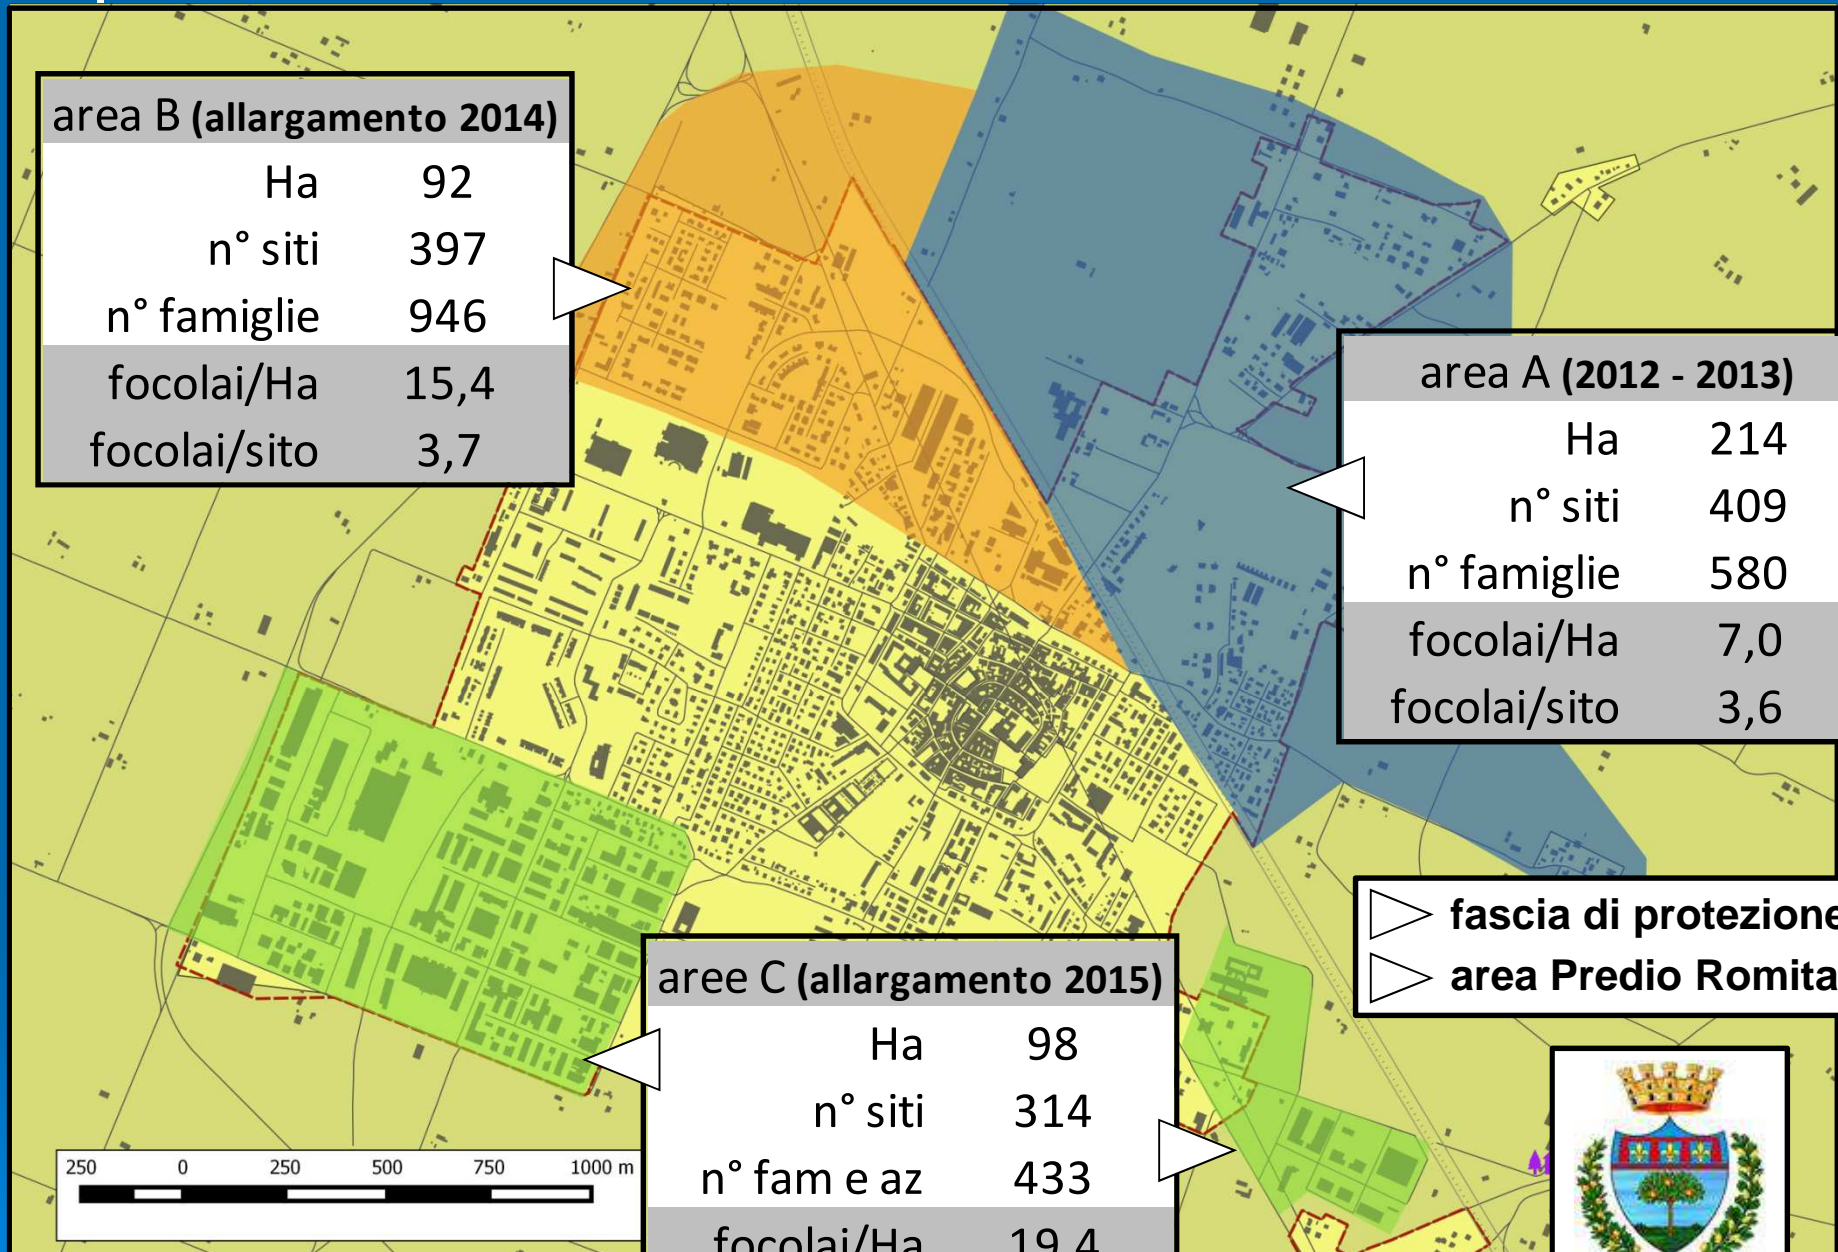 area B (allargamento 2014)
Ha 92
n° siti 397
n° famiglie 946
focolai/Ha 15,4
focolai/sito 3,7
area A (2012 - 2013)
Ha 214
n° siti 409
n° famiglie 580
focolai/Ha 7,0
focolai/sito 3,6
fascia di protezione
area Predio Romita
aree C (allargamento 2015)
Ha 98
n° siti 314
n° fam e az 433
focolai/Ha 19,4
250 0 250 500 750 1000 m